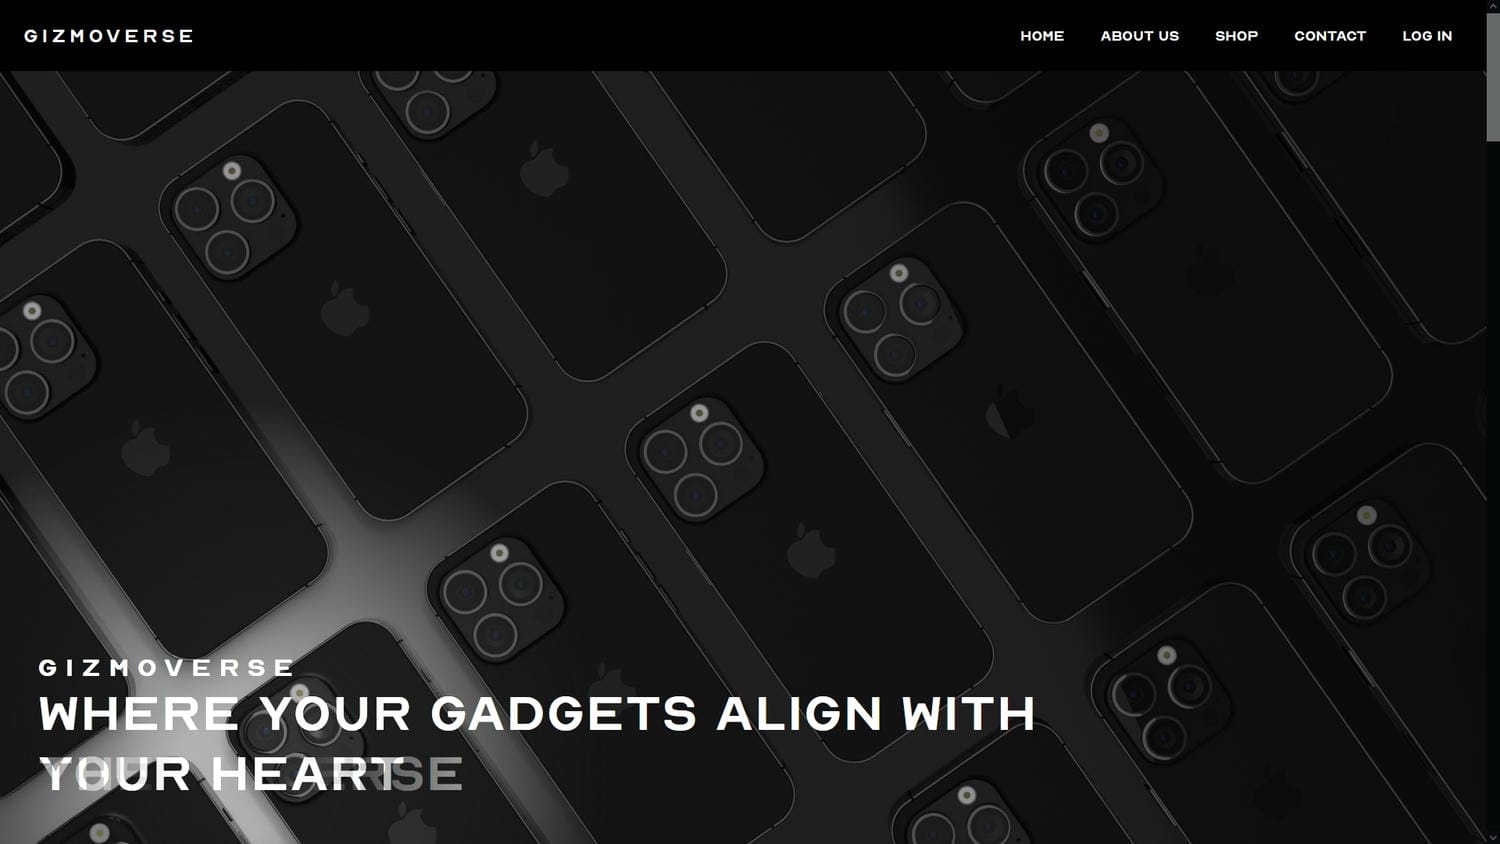 GIZMOVERSE
HOME
ABOUT US
SHOP
CONTACT
LOG IN
GIZMOVERSE
WHERE YOUR GADGETS ALIGN WITH
YOUR HEART